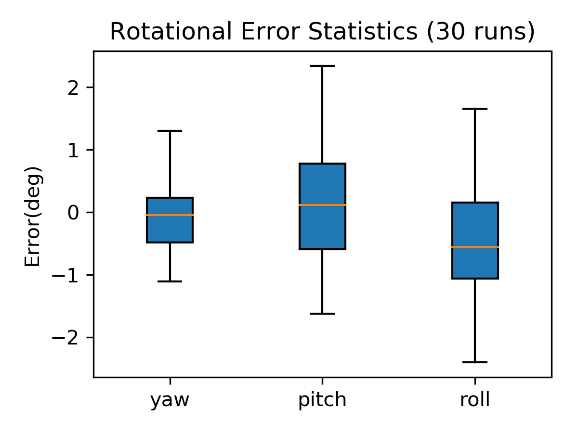 Rotational Error Statistics (30 runs)
Error(deg)
2
1
0
−1
−2
yaw pitch roll